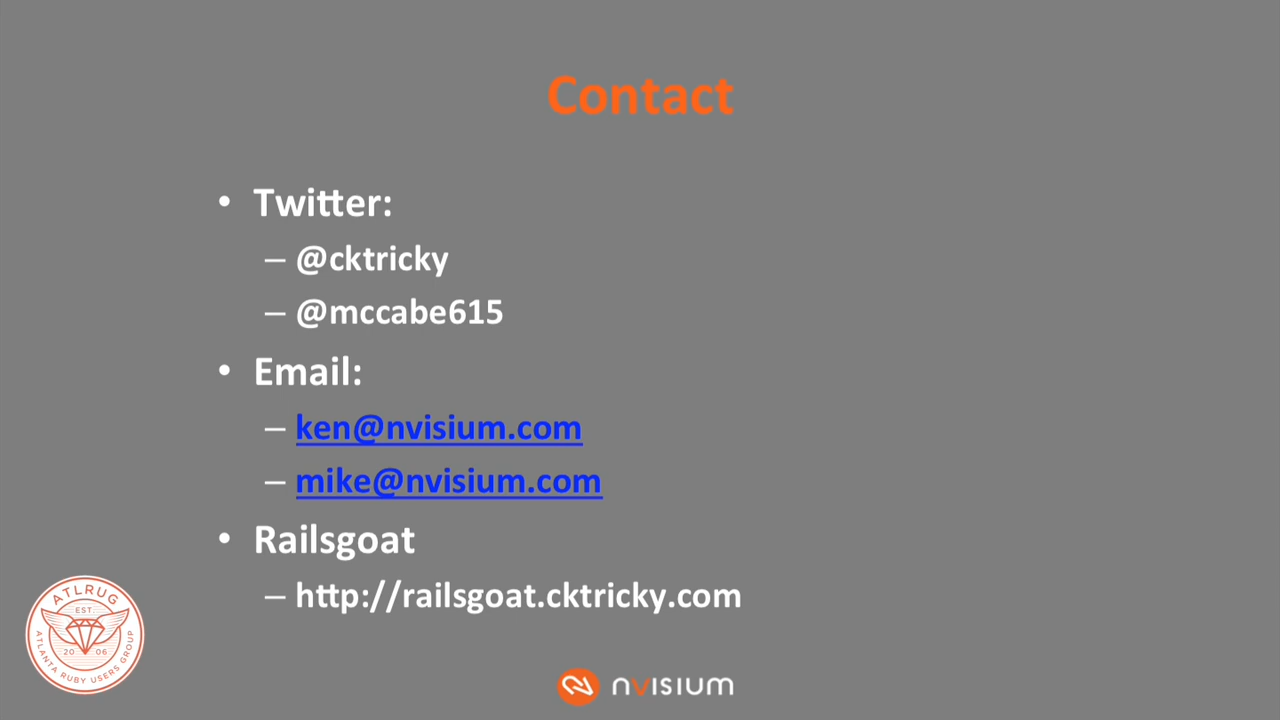 Contact
• Twitter:
– @cktricky
– @mccabe615
• Email:
– ken@nvisium.com
– mike@nvisium.com
• Railsgoat
– http://railsgoat.cktricky.com
ATLRUG
EST.
20 06
ATLANTA RUBY USERS GROUP
nVISIUM